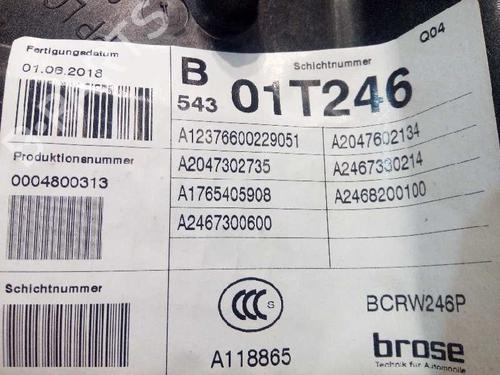 Fertigungsdatum
01.06.2018
Produktionsnummer
0004800313
Schichtnummer
Schichtnummer
Q04
B
543
01T246
A12376600229051
A2047602134
A2047302735
A2467330214
A1765405908
A2468200100
A2467300600
CCC S
A118865
BCRW246P
brose
Technik für Automobile